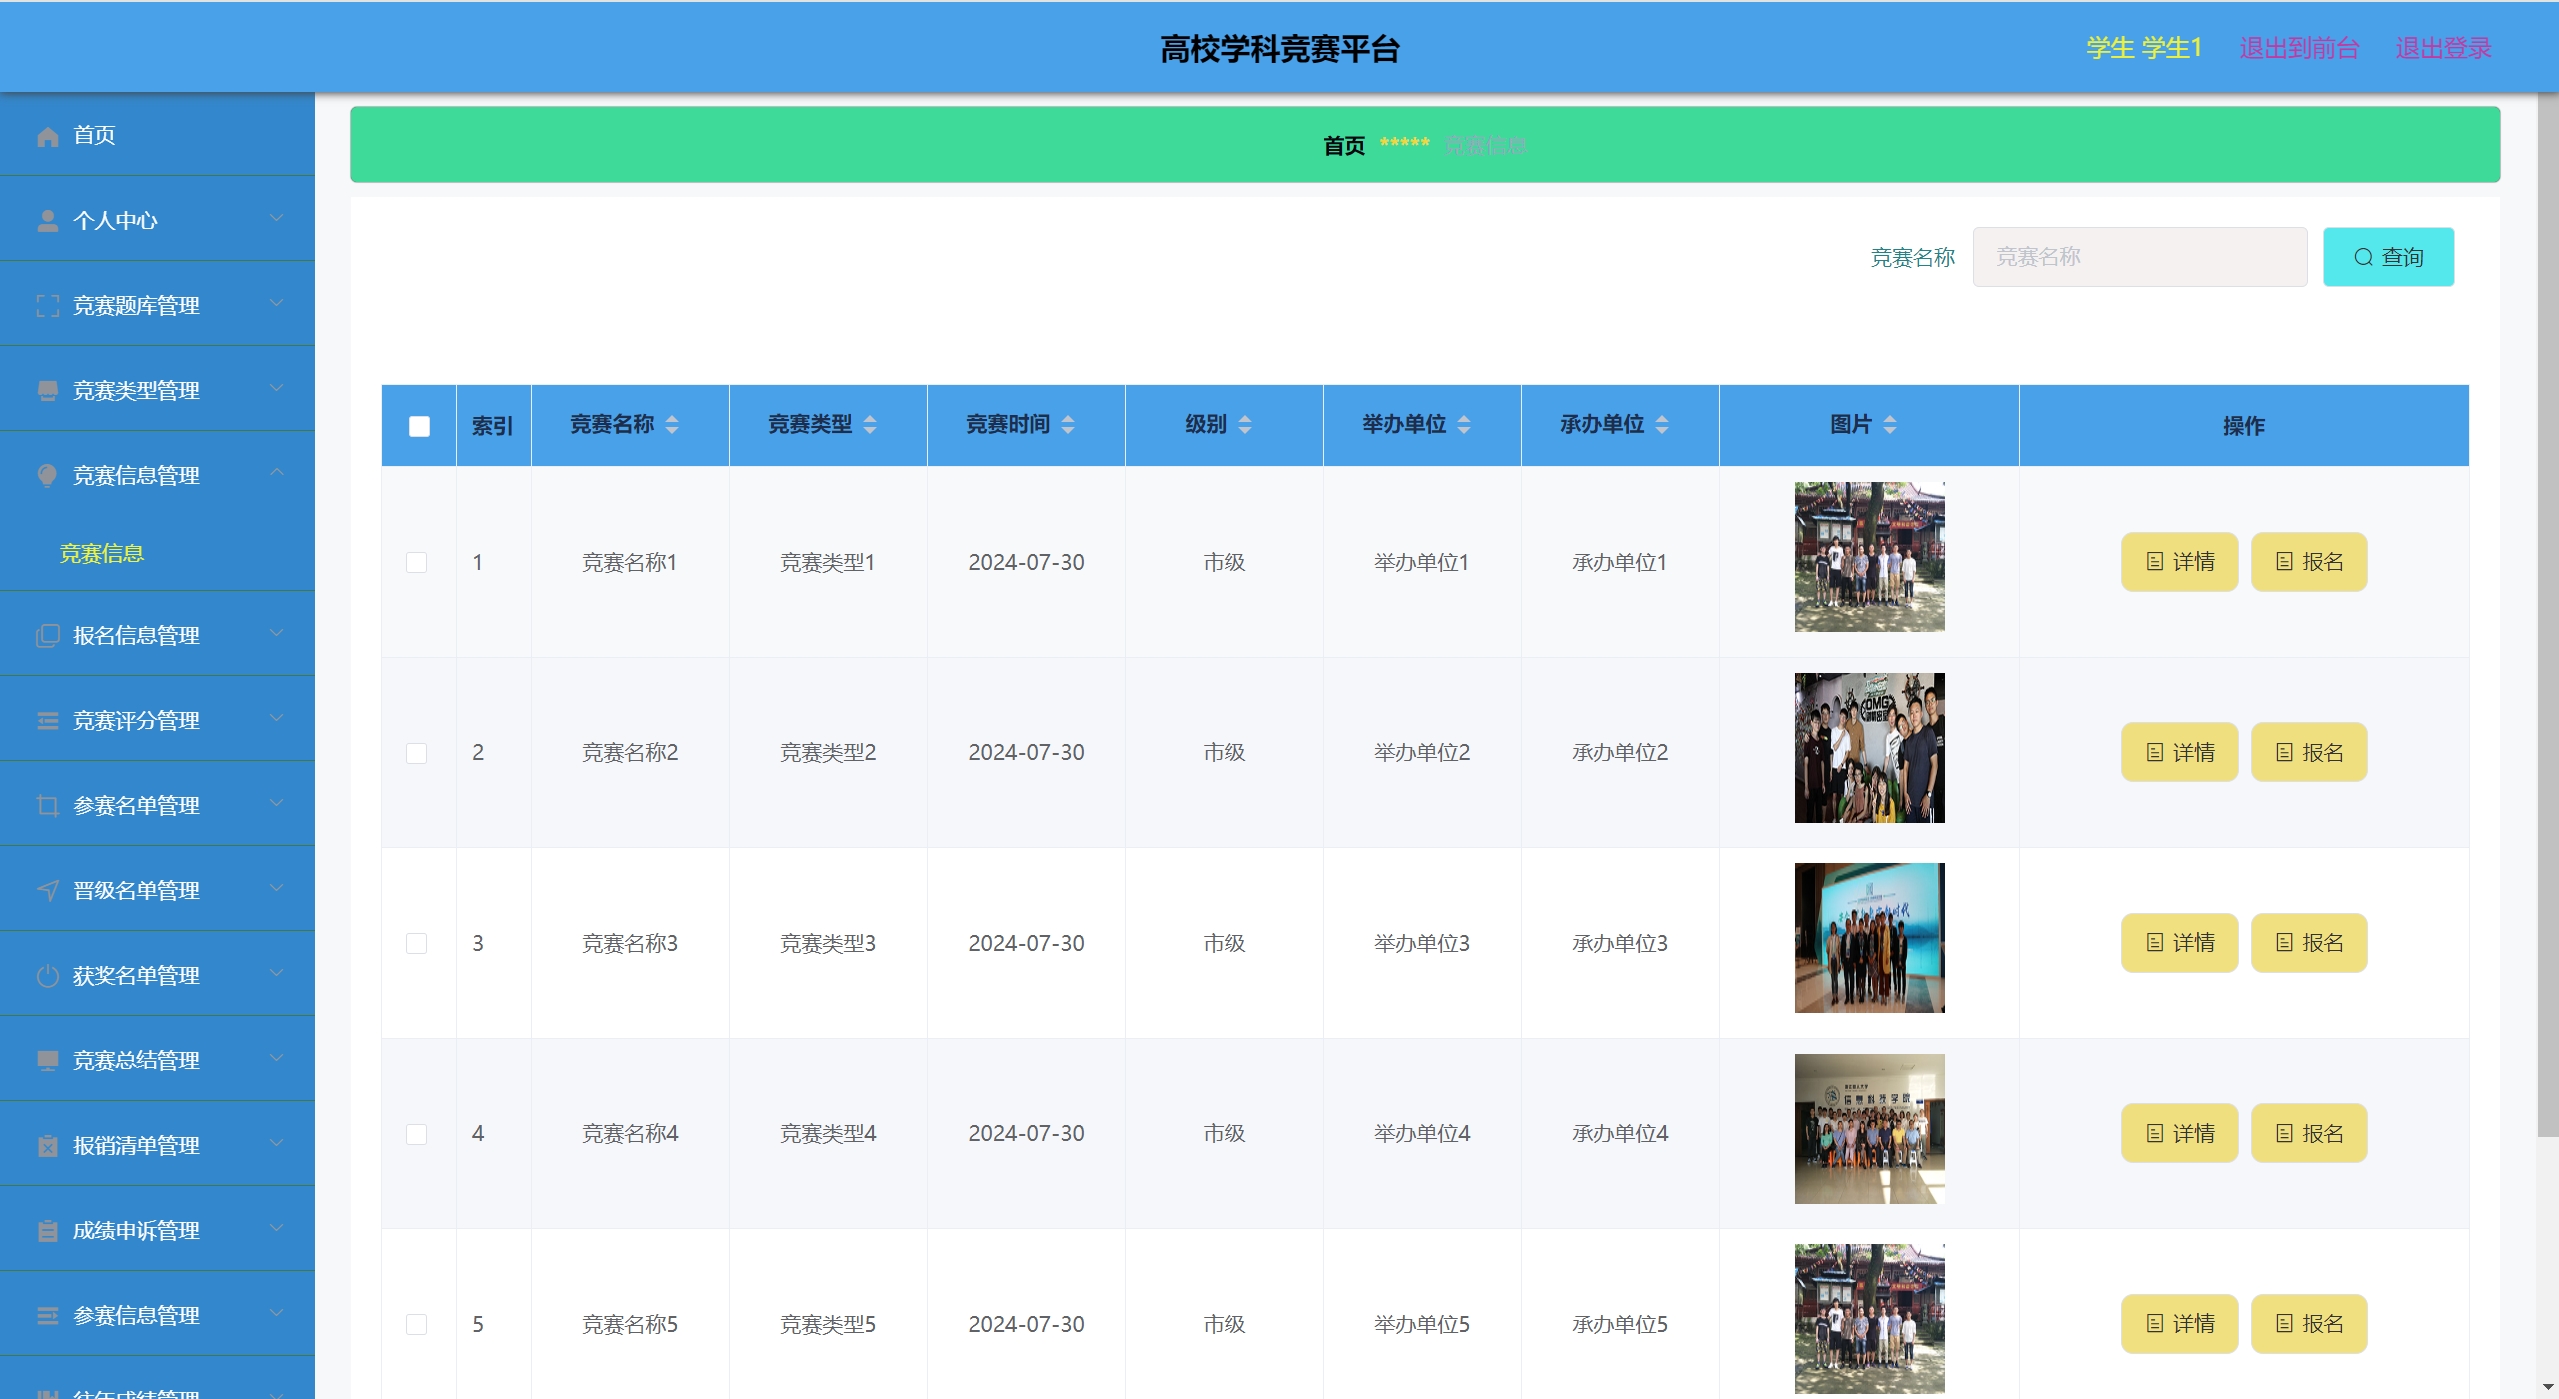 高校学科竞赛平台
学生 学生1 退出到前台 退出登录
首页
个人中心
竞赛题库管理
竞赛类型管理
竞赛信息管理
竞赛信息
报名信息管理
竞赛评分管理
参赛名单管理
晋级名单管理
获奖名单管理
竞赛总结管理
报销清单管理
成绩申诉管理
参赛信息管理
往年成绩管理
首页 ***** 竞赛信息
竞赛名称 竞赛名称 查询
索引 竞赛名称 竞赛类型 竞赛时间 级别 举办单位 承办单位 图片 操作
1 竞赛名称1 竞赛类型1 2024-07-30 市级 举办单位1 承办单位1 详情 报名
2 竞赛名称2 竞赛类型2 2024-07-30 市级 举办单位2 承办单位2 OMG 详情 报名
3 竞赛名称3 竞赛类型3 2024-07-30 市级 举办单位3 承办单位3 详情 报名
4 竞赛名称4 竞赛类型4 2024-07-30 市级 举办单位4 承办单位4 信息科技学院 详情 报名
5 竞赛名称5 竞赛类型5 2024-07-30 市级 举办单位5 承办单位5 详情 报名